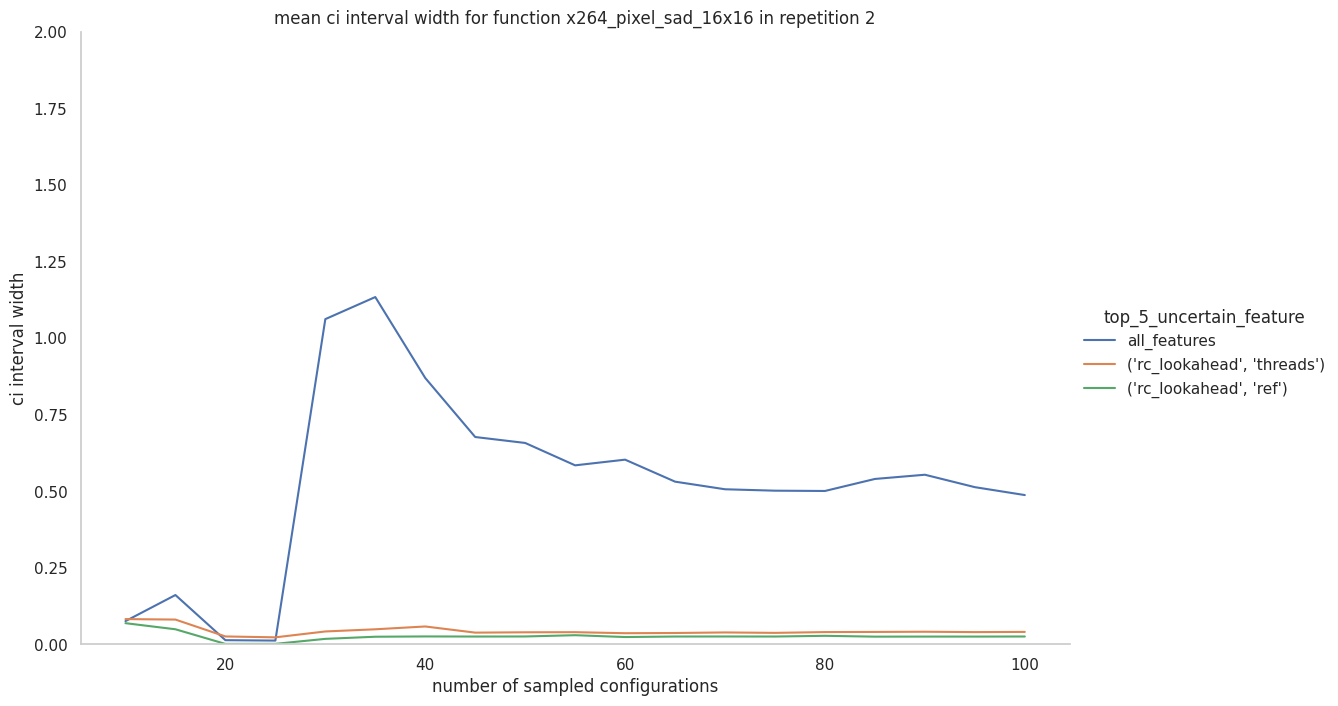 mean ci interval width for function x264_pixel_sad_16x16 in repetition 2
2.00
1.75
1.50
1.25
1.00
0.75
0.50
0.25
0.00
ci interval width
20
40
60
80
100
number of sampled configurations
top_5_uncertain_feature
all_features
('rc_lookahead', 'threads')
('rc_lookahead', 'ref')